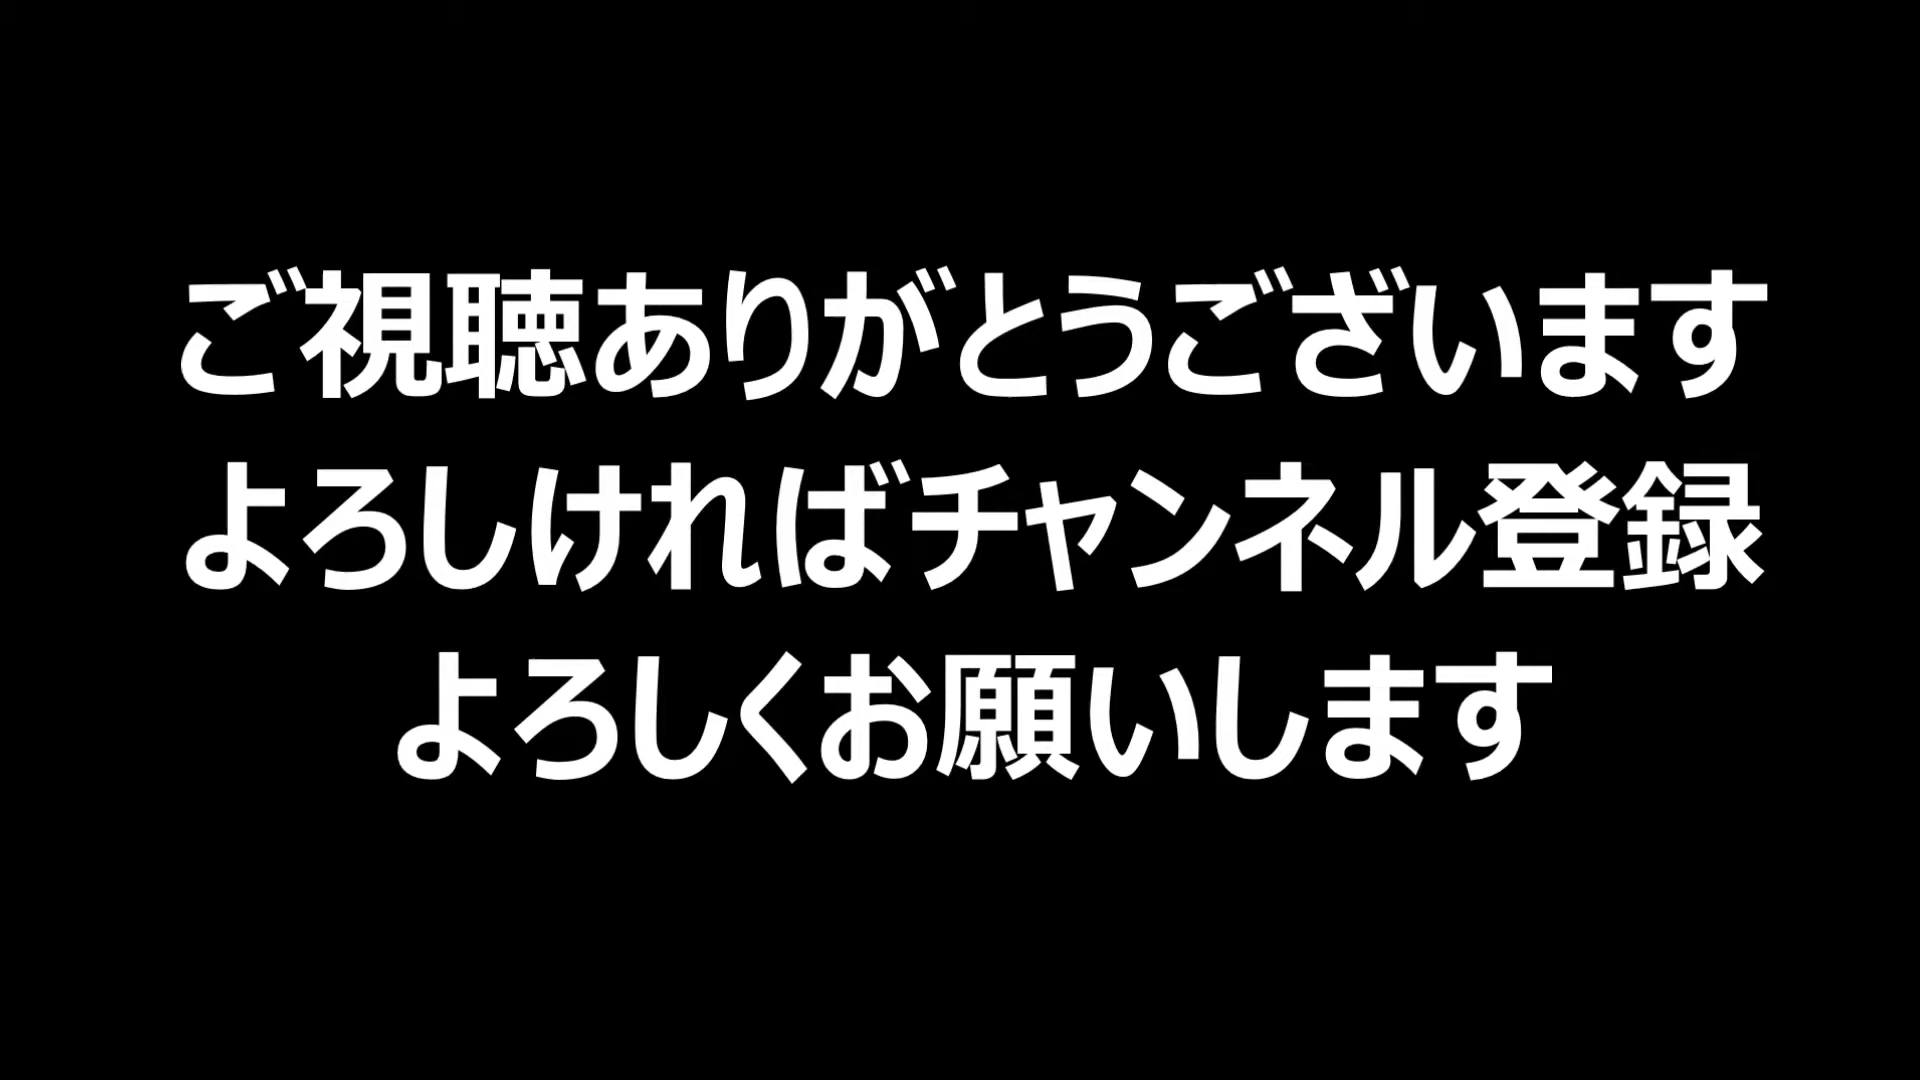 ご視聴ありがとうございます
よろしければチャンネル登録
よろしくお願いします